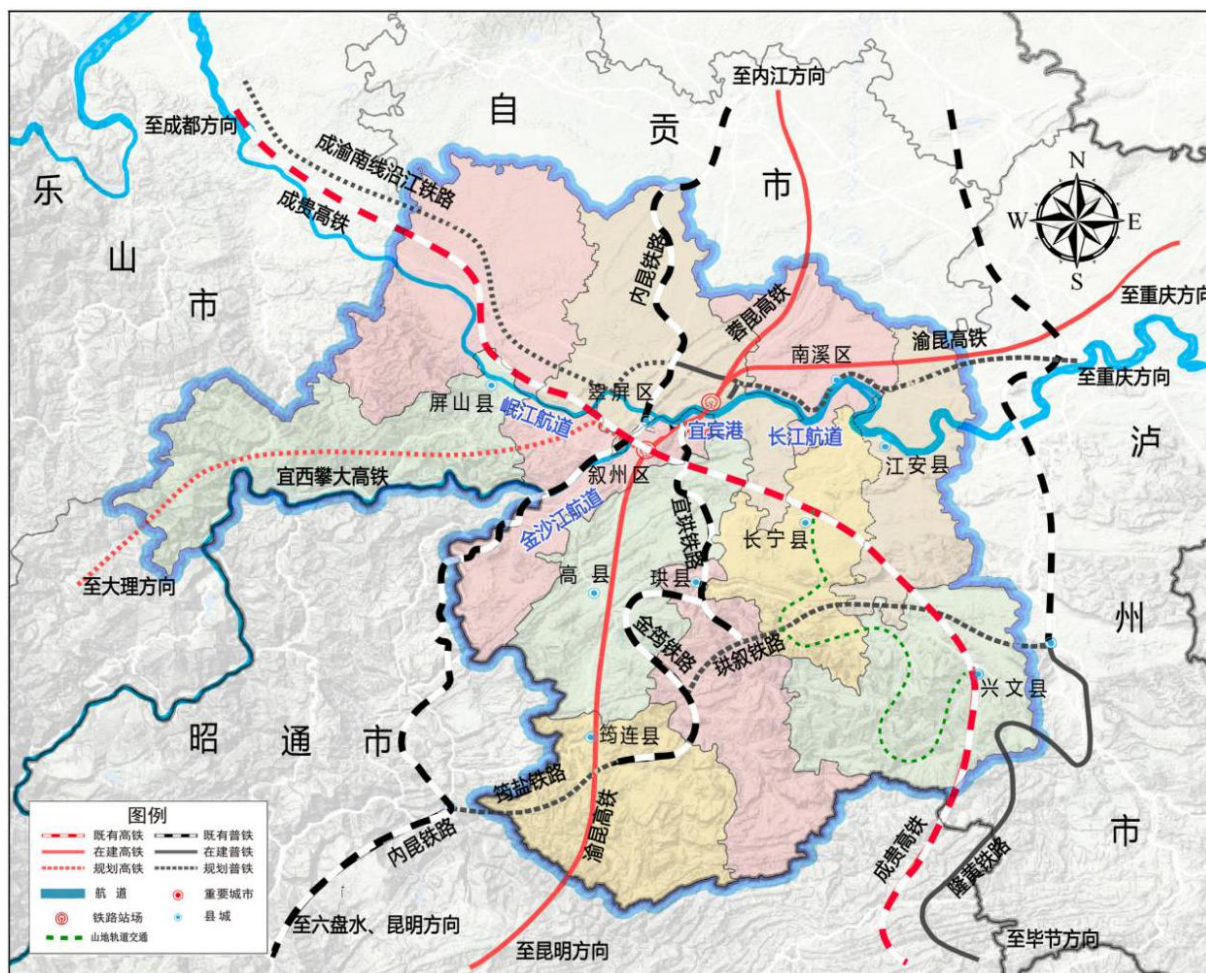 至内江方向
自
贡
市
至成都方向
成渝南线沿江铁路
成贵高铁
乐
山
市
内昆铁路
蓉昆高铁
N
W
E
S
至重庆方向
渝昆高铁
南溪区
至重庆方向
翠屏区
屏山县
岷江航道
宜宾港
长江航道
江安县
泸
州
市
宜西攀大高铁
叙州区
金沙江航道
宜珙铁路
长宁县
至大理方向
高县
珙县
金筠铁路
珙叙铁路
兴文县
昭通市
筠连县
筠盐铁路
内昆铁路
渝昆高铁
成贵高铁
隆黄铁路
至六盘水、昆明方向
至昆明方向
至毕节方向
图例
既有高铁
既有普铁
在建高铁
在建普铁
规划高铁
规划普铁
航道
重要城市
铁路站场
县城
山地轨道交通